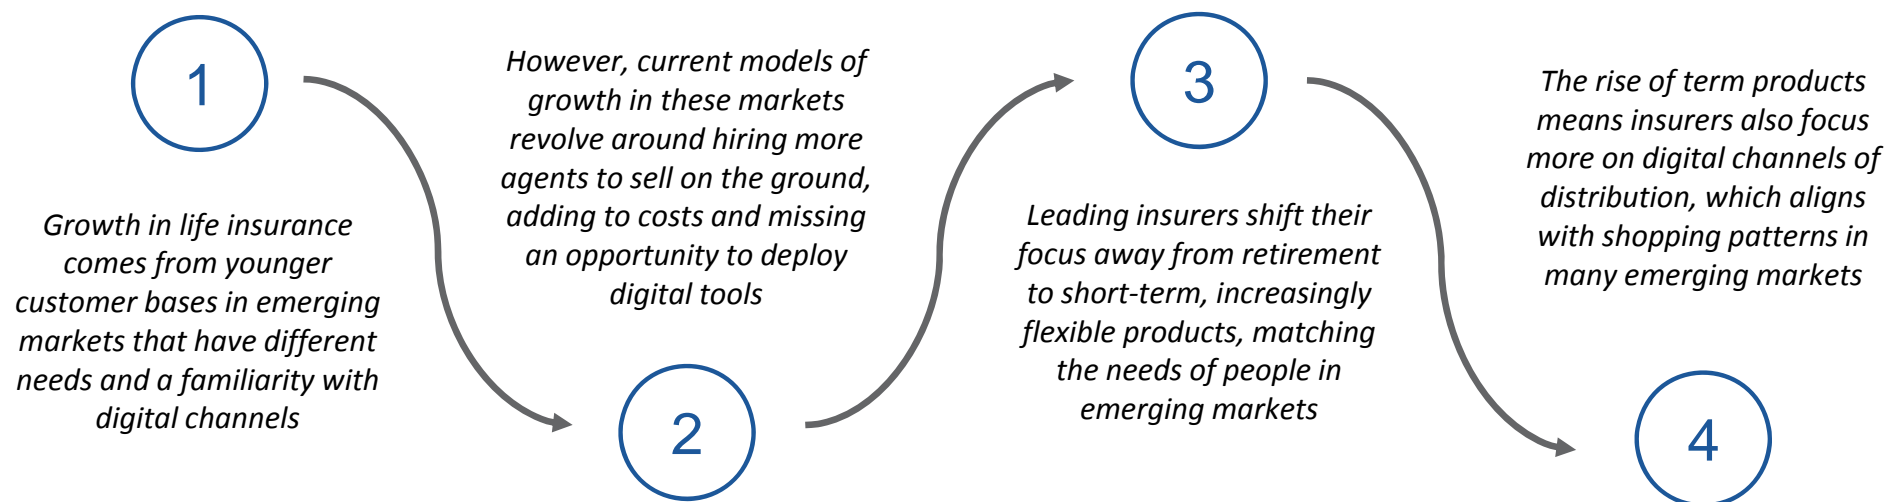 1
Growth in life insurance
comes from younger
customer bases in emerging
markets that have different
needs and a familiarity with
digital channels
However, current models of
growth in these markets
revolve around hiring more
agents to sell on the ground,
adding to costs and missing
an opportunity to deploy
digital tools
2
3
Leading insurers shift their
focus away from retirement
to short-term, increasingly
flexible products, matching
the needs of people in
emerging markets
The rise of term products
means insurers also focus
more on digital channels of
distribution, which aligns
with shopping patterns in
many emerging markets
4